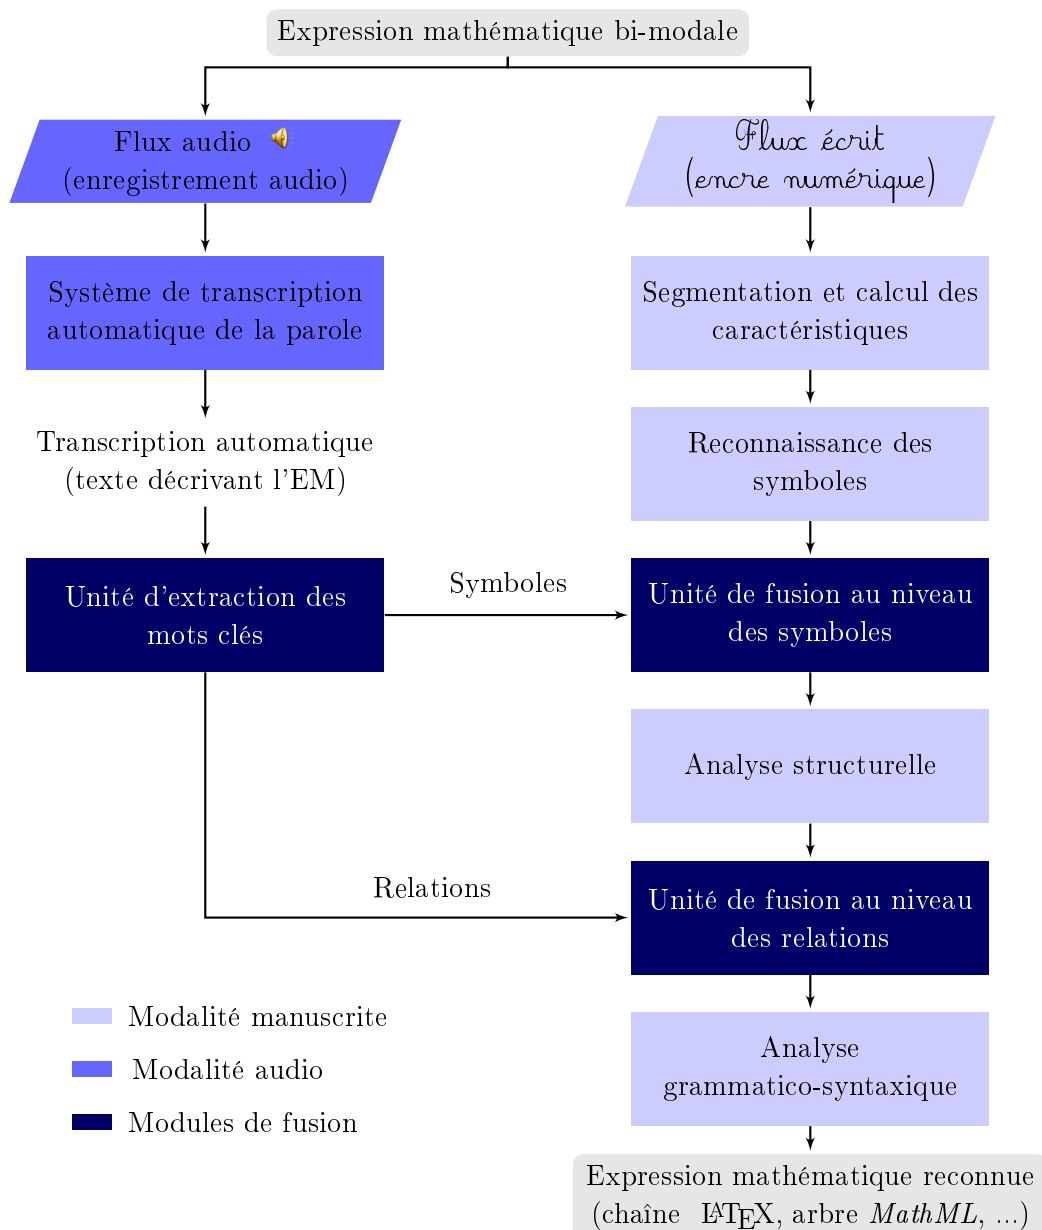 Expression mathématique bi-modale
Flux audio
(enregistrement audio)
Flux écrit
(encre numérique)
Système de transcription
automatique de la parole
Segmentation et calcul des
caractéristiques
Transcription automatique
(texte décrivant l'EM)
Reconnaissance des
symboles
Unité d'extraction des
mots clés
Symboles
Unité de fusion au niveau
des symboles
Analyse structurelle
Relations
Unité de fusion au niveau
des relations
Modalité manuscrite
Modalité audio
Modules de fusion
Analyse
grammatico-syntaxique
Expression mathématique reconnue
(chaîne LATEX, arbre MathML, ...)